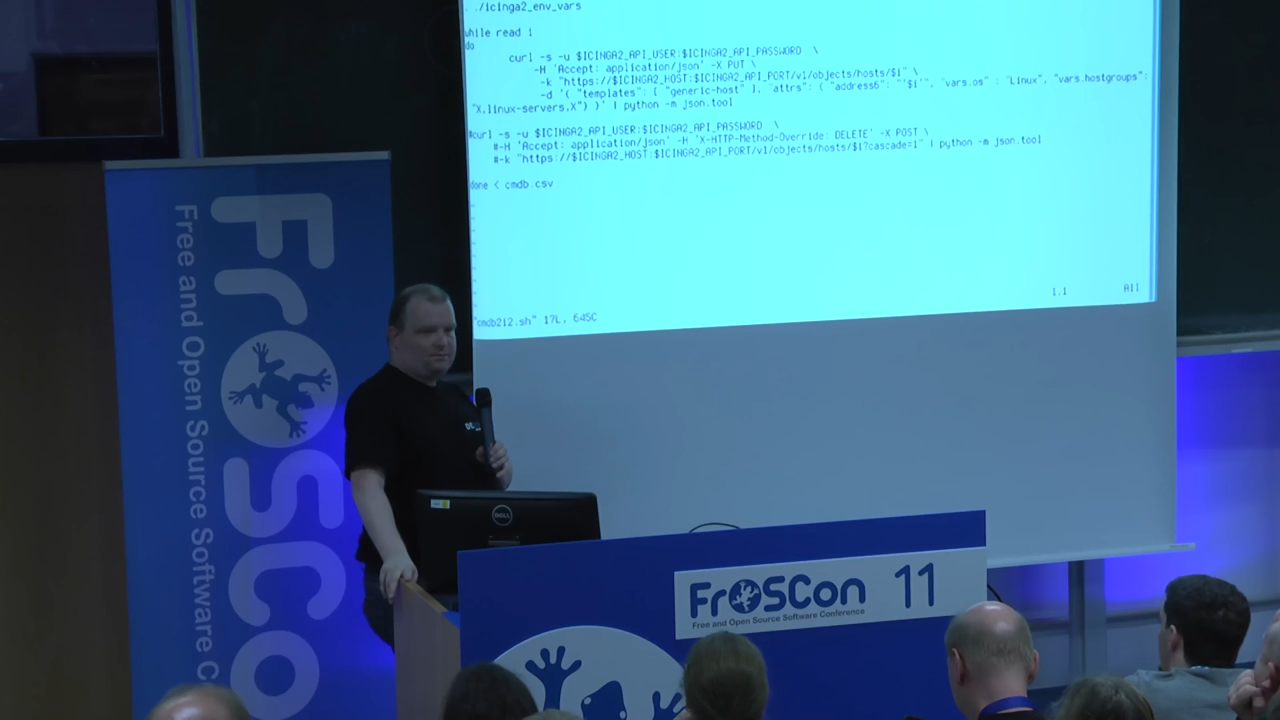 . ./icinga2_env_vars
while read i
do
curl -s -u $ICINGA2_API_USER:$ICINGA2_API_PASSWORD \
-H 'Accept: application/json' -X PUT \
-k "https://$ICINGA2_HOST:$ICINGA2_API_PORT/v1/objects/hosts/$i" \
-d '{ "templates": [ "generic-host" ], "attrs": { "address6": "'$i'", "vars.os" : "Linux", "vars.hostgroups":
"X.linux-servers.X"} }' | python -m json.tool
#curl -s -u $ICINGA2_API_USER:$ICINGA2_API_PASSWORD \
#-H 'Accept: application/json' -H 'X-HTTP-Method-Override: DELETE' -X POST \
#-k "https://$ICINGA2_HOST:$ICINGA2_API_PORT/v1/objects/hosts/$i?cascade=1" | python -m json.tool
done < cmdb.csv
~
~
~
~
~
~
~
"cmdb2i2.sh" 17L, 645C 1,1 All
FrOSCo
Free and Open Source Software C
DELL
FrOSCon 11
Free and Open Source Software Conference